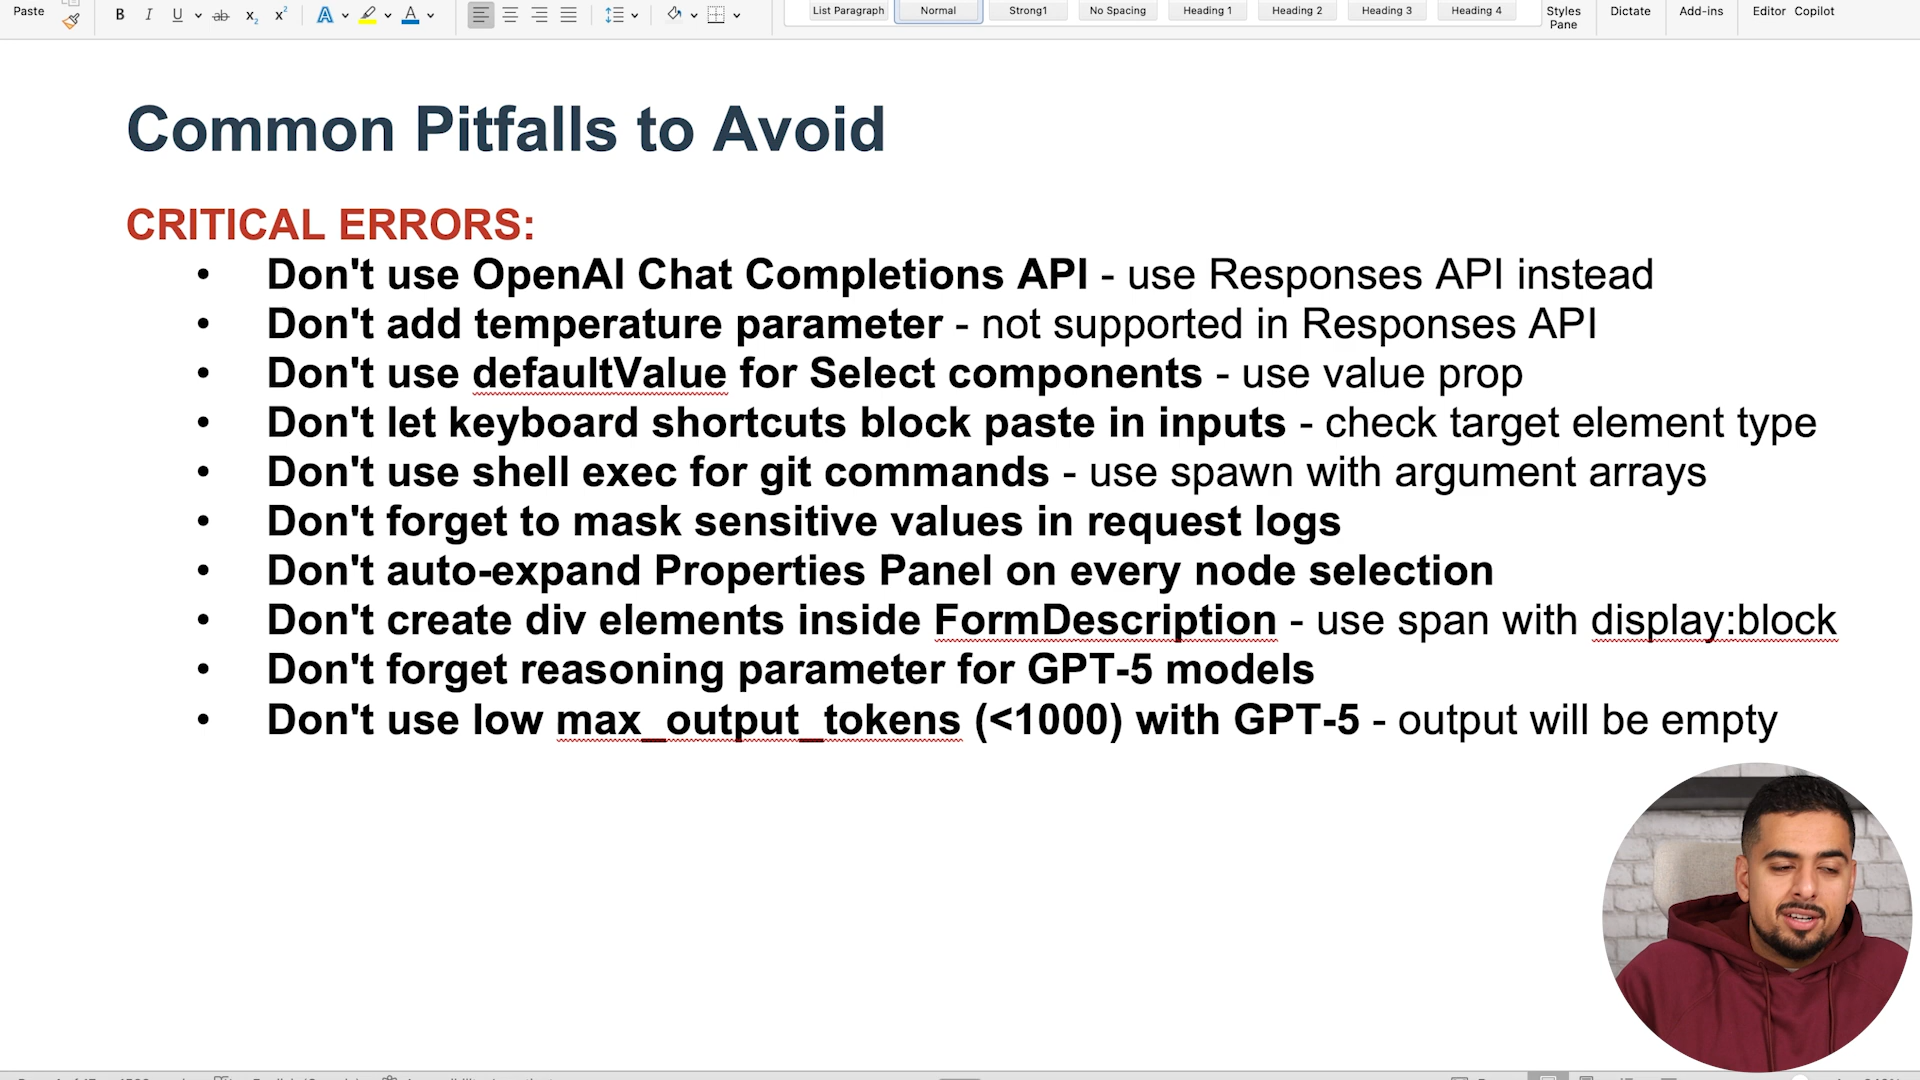 Paste
B I U ab x₂ x² A A
List Paragraph Normal Strong1 No Spacing Heading 1 Heading 2 Heading 3 Heading 4
Styles Pane
Dictate Add-ins Editor Copilot
Common Pitfalls to Avoid
CRITICAL ERRORS:
• Don't use OpenAI Chat Completions API - use Responses API instead
• Don't add temperature parameter - not supported in Responses API
• Don't use defaultValue for Select components - use value prop
• Don't let keyboard shortcuts block paste in inputs - check target element type
• Don't use shell exec for git commands - use spawn with argument arrays
• Don't forget to mask sensitive values in request logs
• Don't auto-expand Properties Panel on every node selection
• Don't create div elements inside FormDescription - use span with display:block
• Don't forget reasoning parameter for GPT-5 models
• Don't use low max_output_tokens (<1000) with GPT-5 - output will be empty